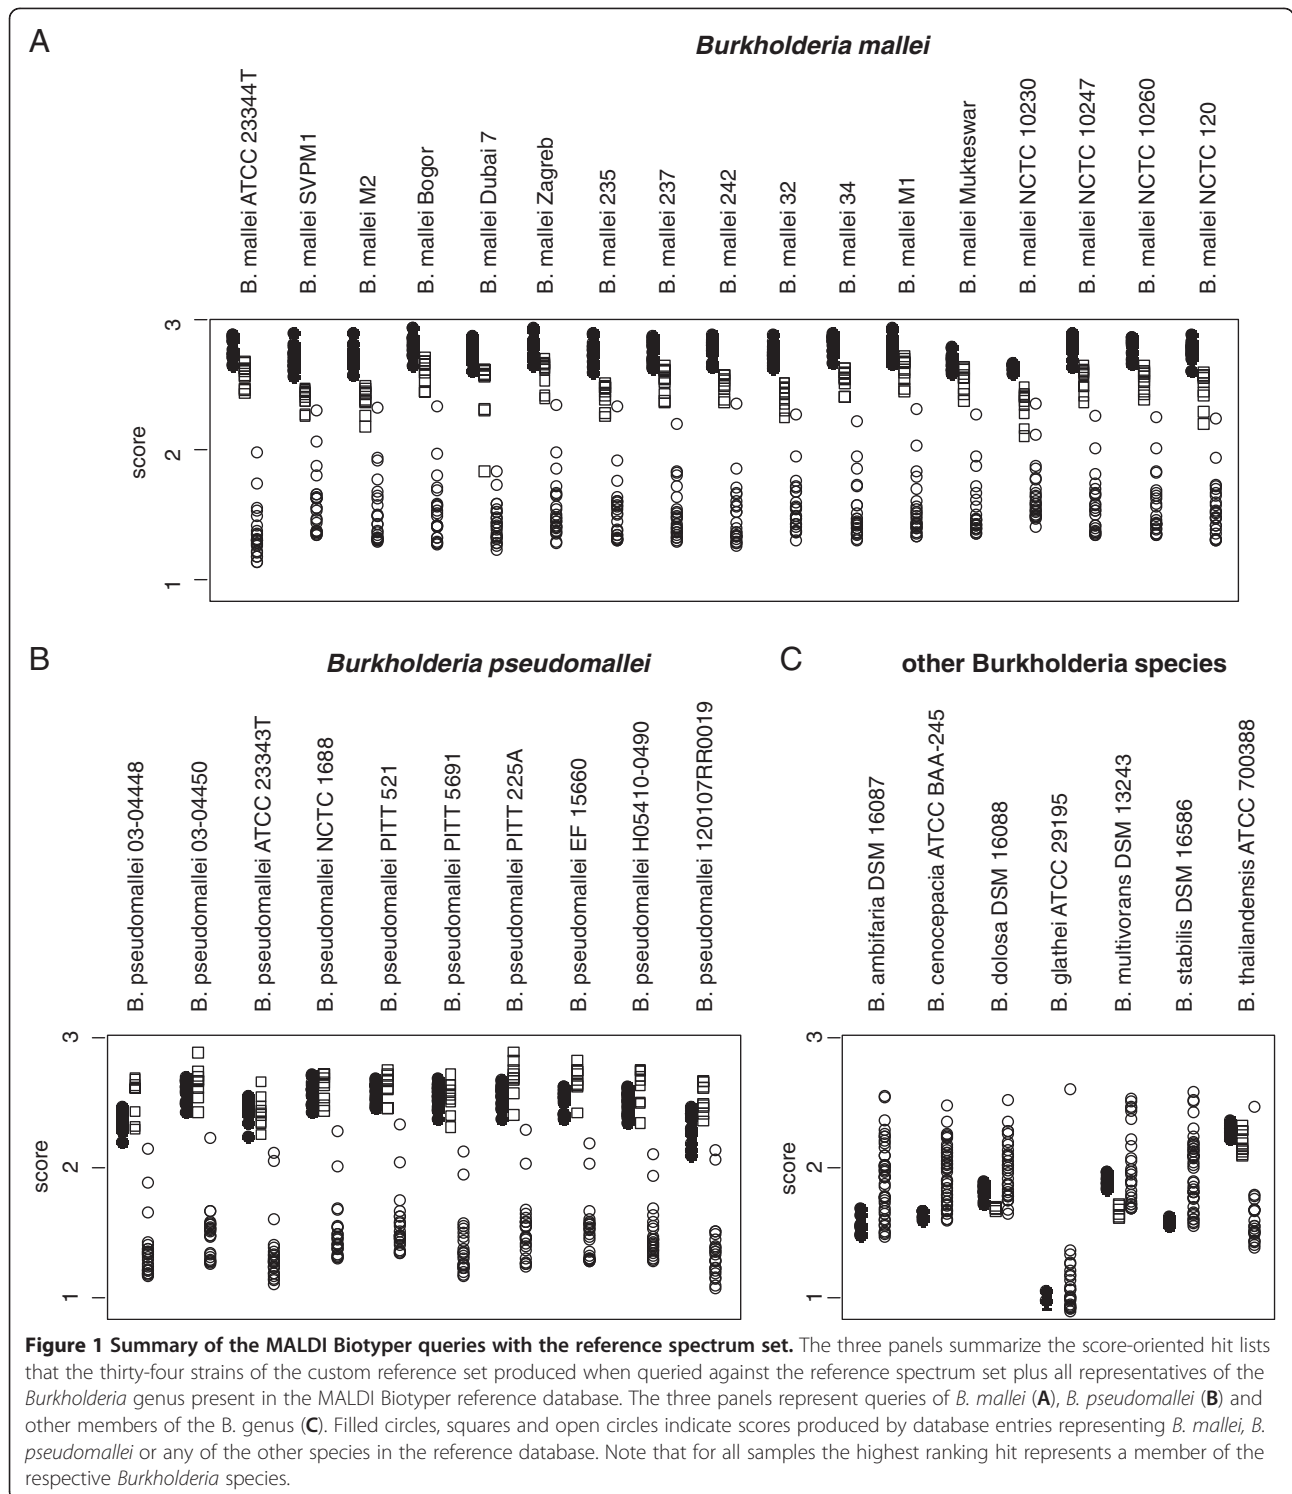 A
Burkholderia mallei
B. mallei ATCC 23344T
B. mallei SVPM1
B. mallei M2
B. mallei Bogor
B. mallei Dubai 7
B. mallei Zagreb
B. mallei 235
B. mallei 237
B. mallei 242
B. mallei 32
B. mallei 34
B. mallei M1
B. mallei Mukteswar
B. mallei NCTC 10230
B. mallei NCTC 10247
B. mallei NCTC 10260
B. mallei NCTC 120
3
2
1
score
B
Burkholderia pseudomallei
B. pseudomallei 03-04448
B. pseudomallei 03-04450
B. pseudomallei ATCC 23343T
B. pseudomallei NCTC 1688
B. pseudomallei PITT 521
B. pseudomallei PITT 5691
B. pseudomallei PITT 225A
B. pseudomallei EF 15660
B. pseudomallei H05410-0490
B. pseudomallei 120107RR0019
3
2
1
score
C
other Burkholderia species
B. ambifaria DSM 16087
B. cenocepacia ATCC BAA-245
B. dolosa DSM 16088
B. glathei ATCC 29195
B. multivorans DSM 13243
B. stabilis DSM 16586
B. thailandensis ATCC 700388
3
2
1
score
Figure 1 Summary of the MALDI Biotyper queries with the reference spectrum set. The three panels summarize the score-oriented hit lists
that the thirty-four strains of the custom reference set produced when queried against the reference spectrum set plus all representatives of the
Burkholderia genus present in the MALDI Biotyper reference database. The three panels represent queries of B. mallei (A), B. pseudomallei (B) and
other members of the B. genus (C). Filled circles, squares and open circles indicate scores produced by database entries representing B. mallei, B.
pseudomallei or any of the other species in the reference database. Note that for all samples the highest ranking hit represents a member of the
respective Burkholderia species.